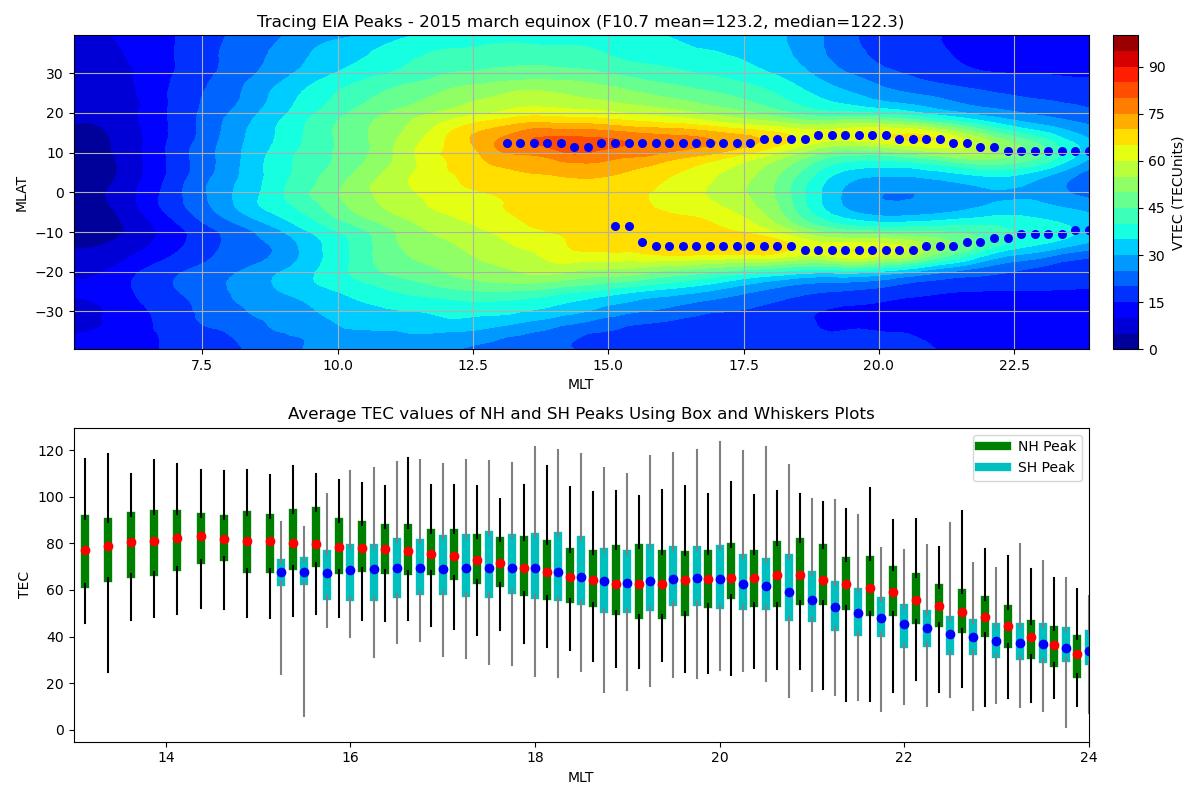 Tracing EIA Peaks - 2015 march equinox (F10.7 mean=123.2, median=122.3)
30
20
10
0
−10
−20
−30
MLAT
7.5 10.0 12.5 15.0 17.5 20.0 22.5
MLT
90
75
60
45
30
15
0
VTEC (TECUnits)
Average TEC values of NH and SH Peaks Using Box and Whiskers Plots
120
100
80
60
40
20
0
TEC
NH Peak
SH Peak
14 16 18 20 22 24
MLT